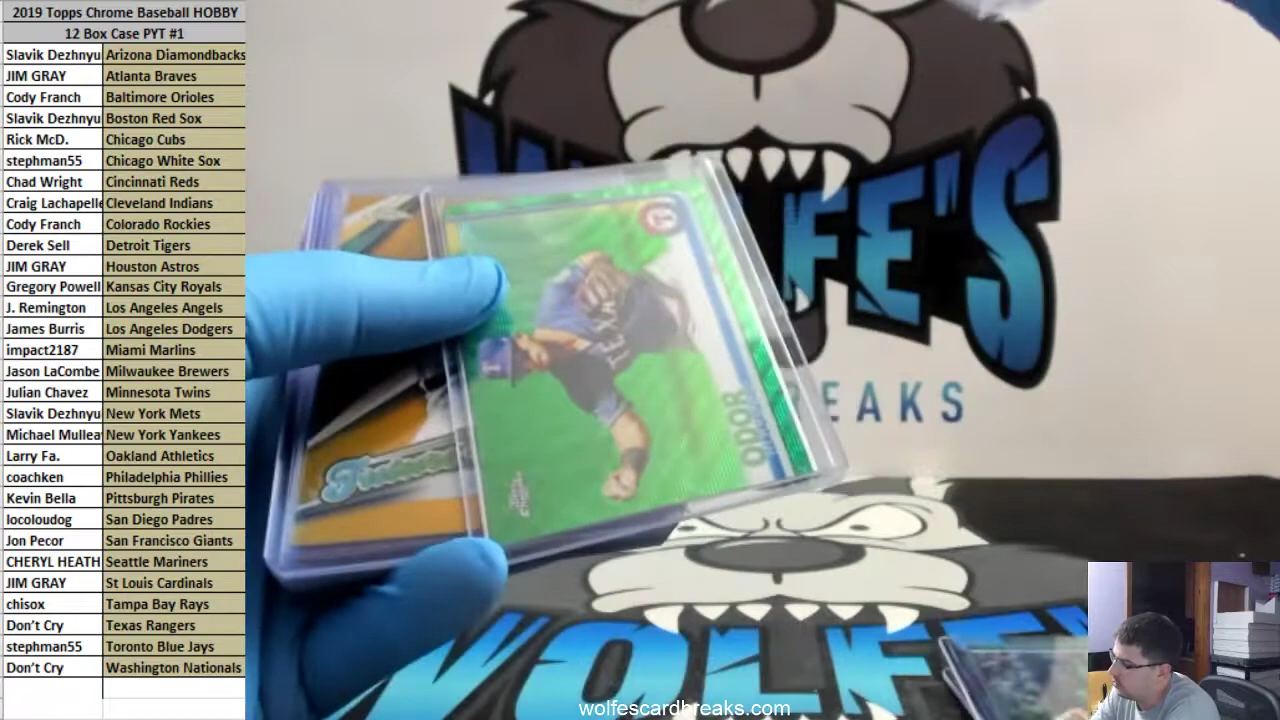 2019 Topps Chrome Baseball HOBBY
12 Box Case PYT #1
Slavik Dezhnyu Arizona Diamondbacks
JIM GRAY Atlanta Braves
Cody Franch Baltimore Orioles
Slavik Dezhnyu Boston Red Sox
Rick McD. Chicago Cubs
stephman55 Chicago White Sox
Chad Wright Cincinnati Reds
Craig Lachapelle Cleveland Indians
Cody Franch Colorado Rockies
Derek Sell Detroit Tigers
JIM GRAY Houston Astros
Gregory Powell Kansas City Royals
J. Remington Los Angeles Angels
James Burris Los Angeles Dodgers
impact2187 Miami Marlins
Jason LaCombe Milwaukee Brewers
Julian Chavez Minnesota Twins
Slavik Dezhnyu New York Mets
Michael Mullea New York Yankees
Larry Fa. Oakland Athletics
coachken Philadelphia Phillies
Kevin Bella Pittsburgh Pirates
locoloudog San Diego Padres
Jon Pecor San Francisco Giants
CHERYL HEATH Seattle Mariners
JIM GRAY St Louis Cardinals
chisox Tampa Bay Rays
Don't Cry Texas Rangers
stephman55 Toronto Blue Jays
Don't Cry Washington Nationals
LFE'S
EAKS
TEXAS
ODOR
WOLFE
wolfescardbreaks.com